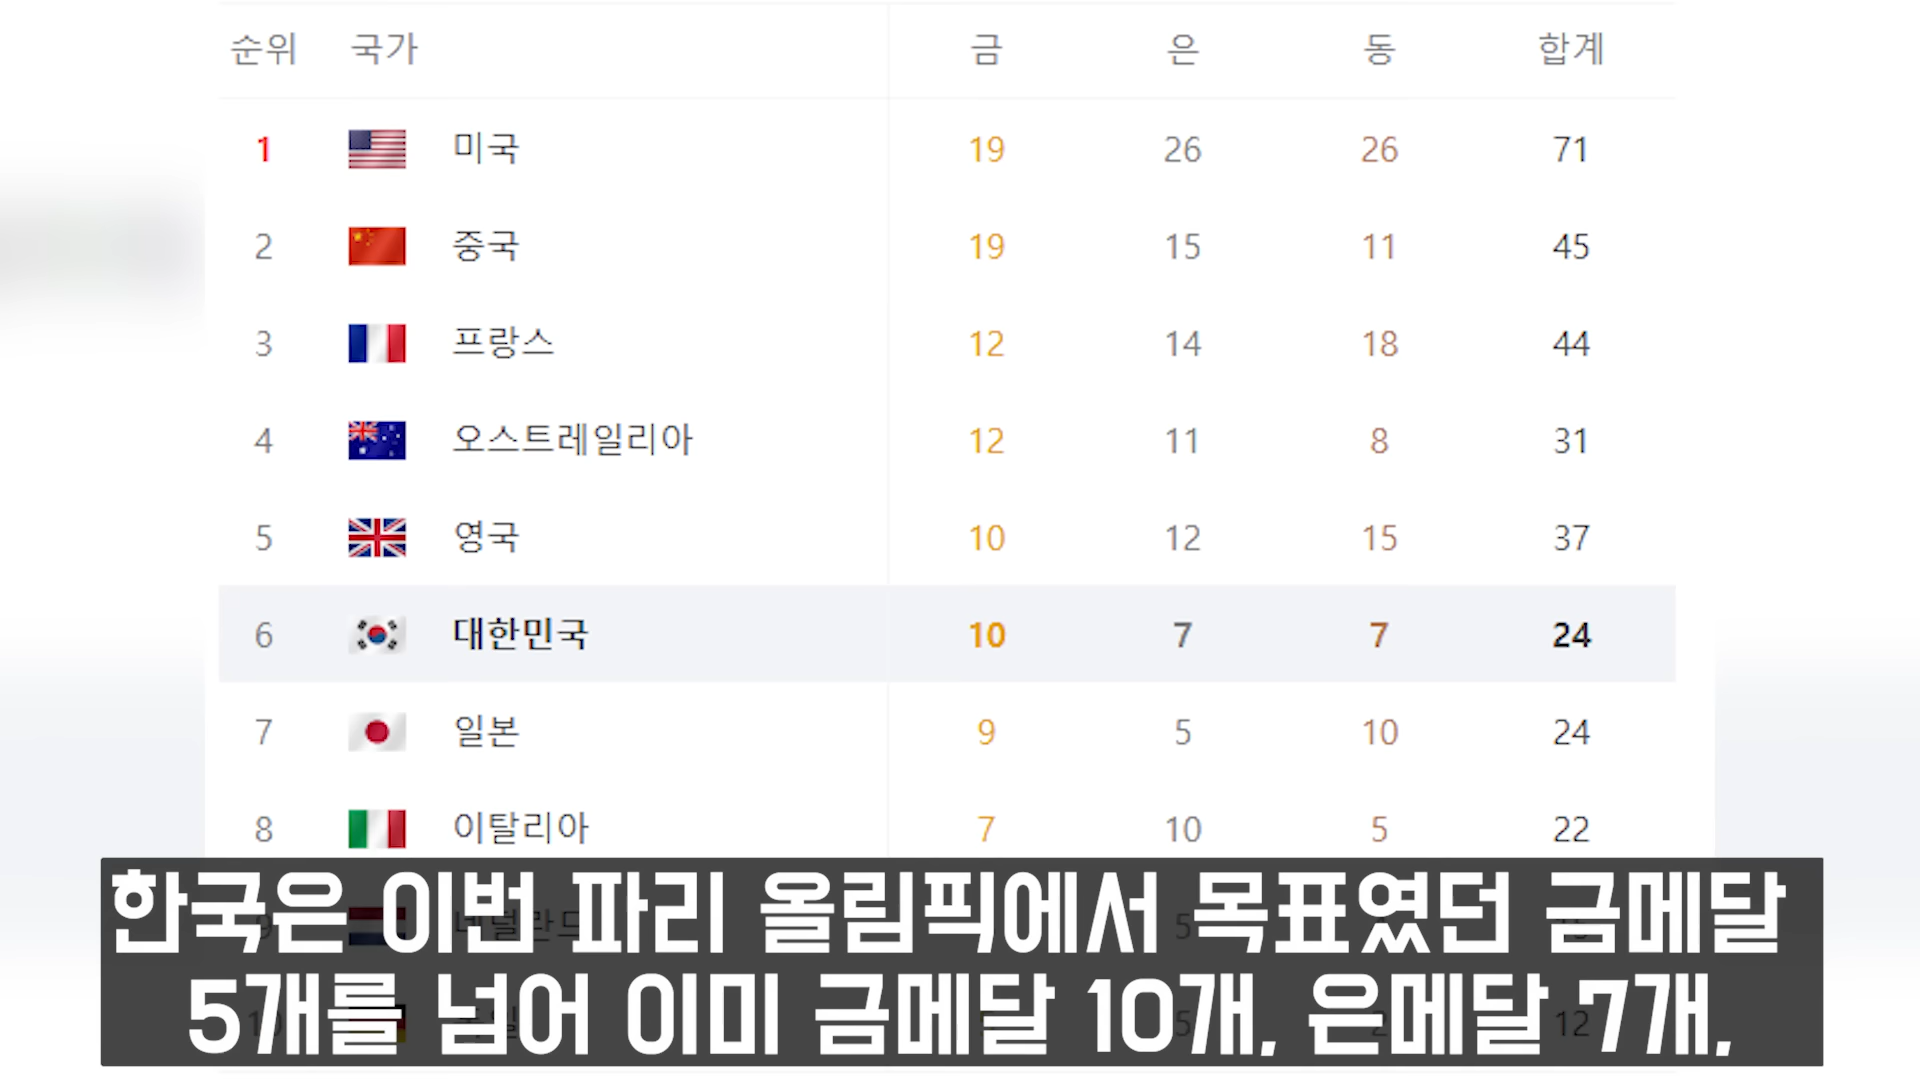 순위 국가 금 은 동 합계
1 미국 19 26 26 71
2 중국 19 15 11 45
3 프랑스 12 14 18 44
4 오스트레일리아 12 11 8 31
5 영국 10 12 15 37
6 대한민국 10 7 7 24
7 일본 9 5 10 24
8 이탈리아 7 10 5 22
한국은 이번 파리 올림픽에서 목표였던 금메달
5개를 넘어 이미 금메달 10개, 은메달 7개,